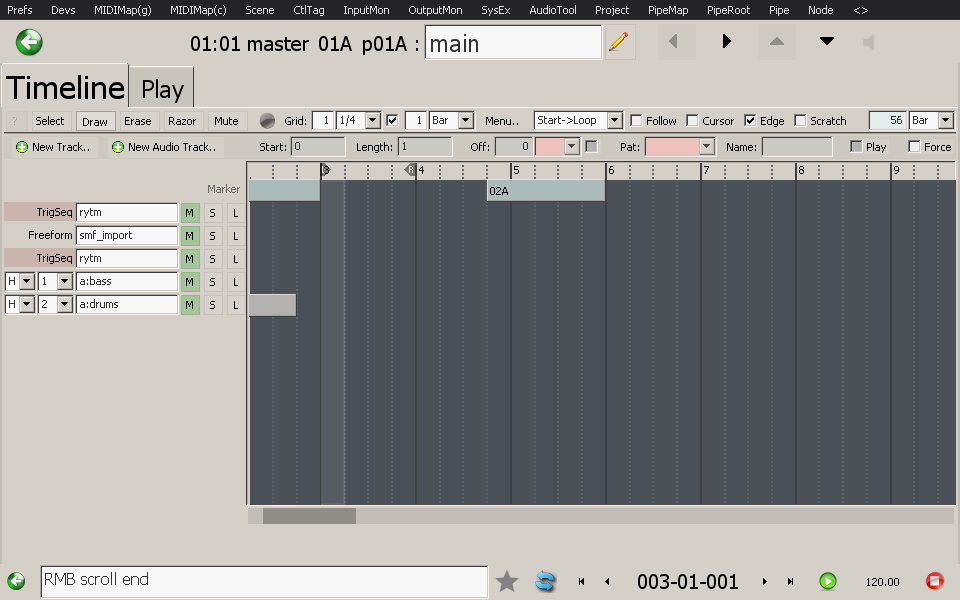 Prefs Devs MIDIMap(g) MIDIMap(c) Scene CtlTag InputMon OutputMon SysEx AudioTool Project PipeMap PipeRoot Pipe Node <>
01:01 master 01A p01A : main
Timeline Play
? Select Draw Erase Razor Mute Grid: 1 1/4 1 Bar Menu.. Start->Loop Follow Cursor Edge Scratch 56 Bar
New Track.. New Audio Track.. Start: 0 Length: 1 Off: 0 Pat: Name: Play Force
3 R 4 5 6 7 8 9
Marker 02A
TrigSeq rytm M S L
Freeform smf_import M S L
TrigSeq rytm M S L
H 1 a:bass M S L
H 2 a:drums M S L
RMB scroll end 003-01-001 120.00